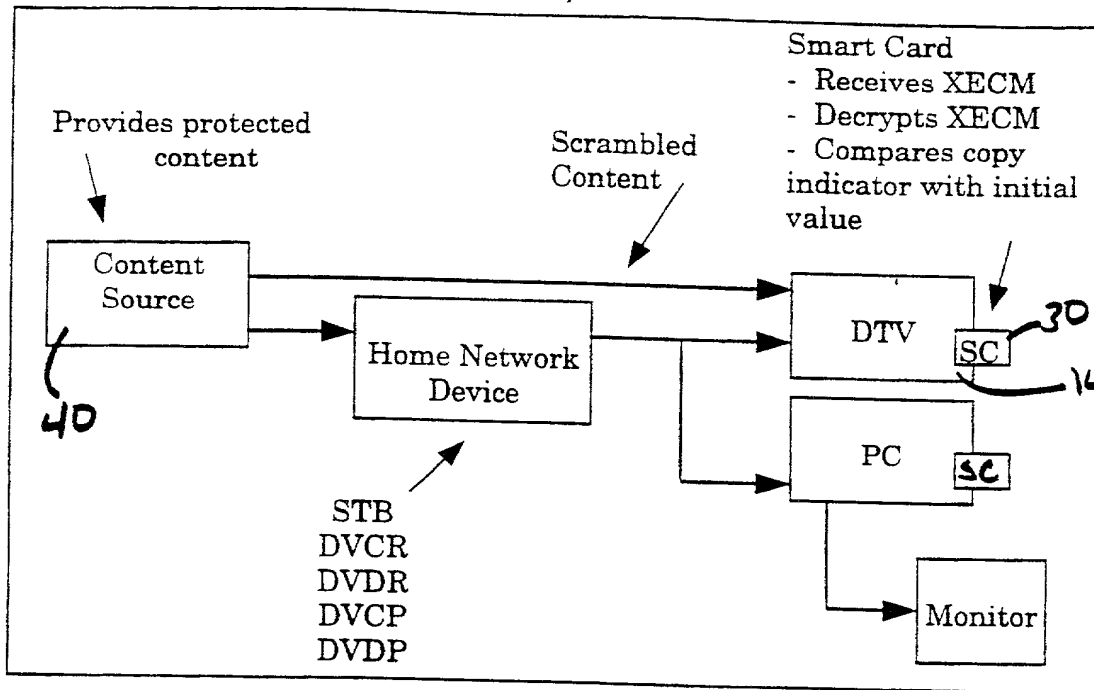 Smart Card
- Receives XECM
- Decrypts XECM
- Compares copy
indicator with initial
value
Provides protected
content
Scrambled
Content
Content
Source
40
Home Network
Device
DTV
SC
30
14
PC
SC
STB
DVCR
DVDR
DVCP
DVDP
Monitor